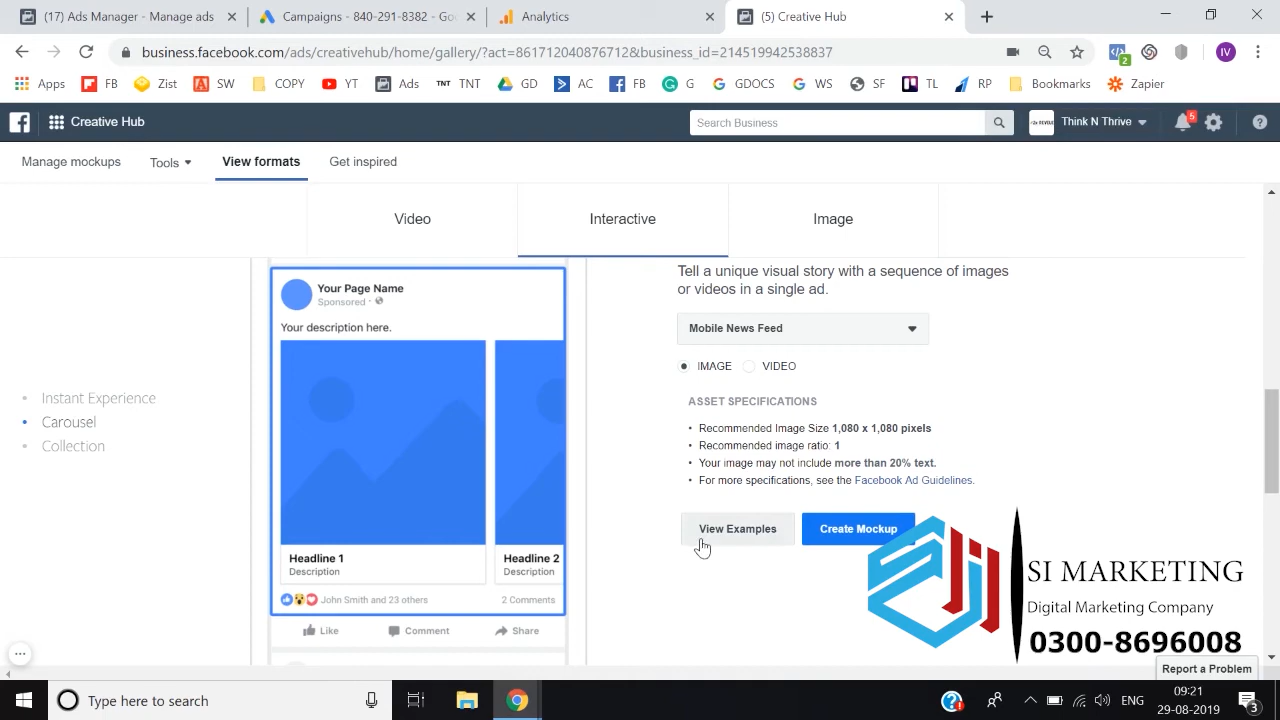 (17) Ads Manager - Manage ads
Campaigns - 840-291-8382 - Go
Analytics
(5) Creative Hub
business.facebook.com/ads/creativehub/home/gallery/?act=861712040876712&business_id=214519942538837
2
IV
Apps
FB
Zist
SW
COPY
YT
Ads
TNT TNT
GD
AC
FB
G
GDOCS
WS
SF
TL
RP
Bookmarks
Zapier
Creative Hub
Search Business
Think N Thrive
5
Manage mockups
Tools
View formats
Get inspired
Video
Interactive
Image
Instant Experience
Carousel
Collection
Your Page Name
Sponsored ·
Your description here.
Headline 1
Description
Headline 2
Description
John Smith and 23 others
2 Comments
Like
Comment
Share
Tell a unique visual story with a sequence of images
or videos in a single ad.
Mobile News Feed
IMAGE
VIDEO
ASSET SPECIFICATIONS
• Recommended Image Size 1,080 x 1,080 pixels
• Recommended image ratio: 1
• Your image may not include more than 20% text.
• For more specifications, see the Facebook Ad Guidelines.
View Examples
Create Mockup
SI MARKETING
Digital Marketing Company
0300-8696008
Report a Problem
Type here to search
ENG
09:21
29-08-2019
3